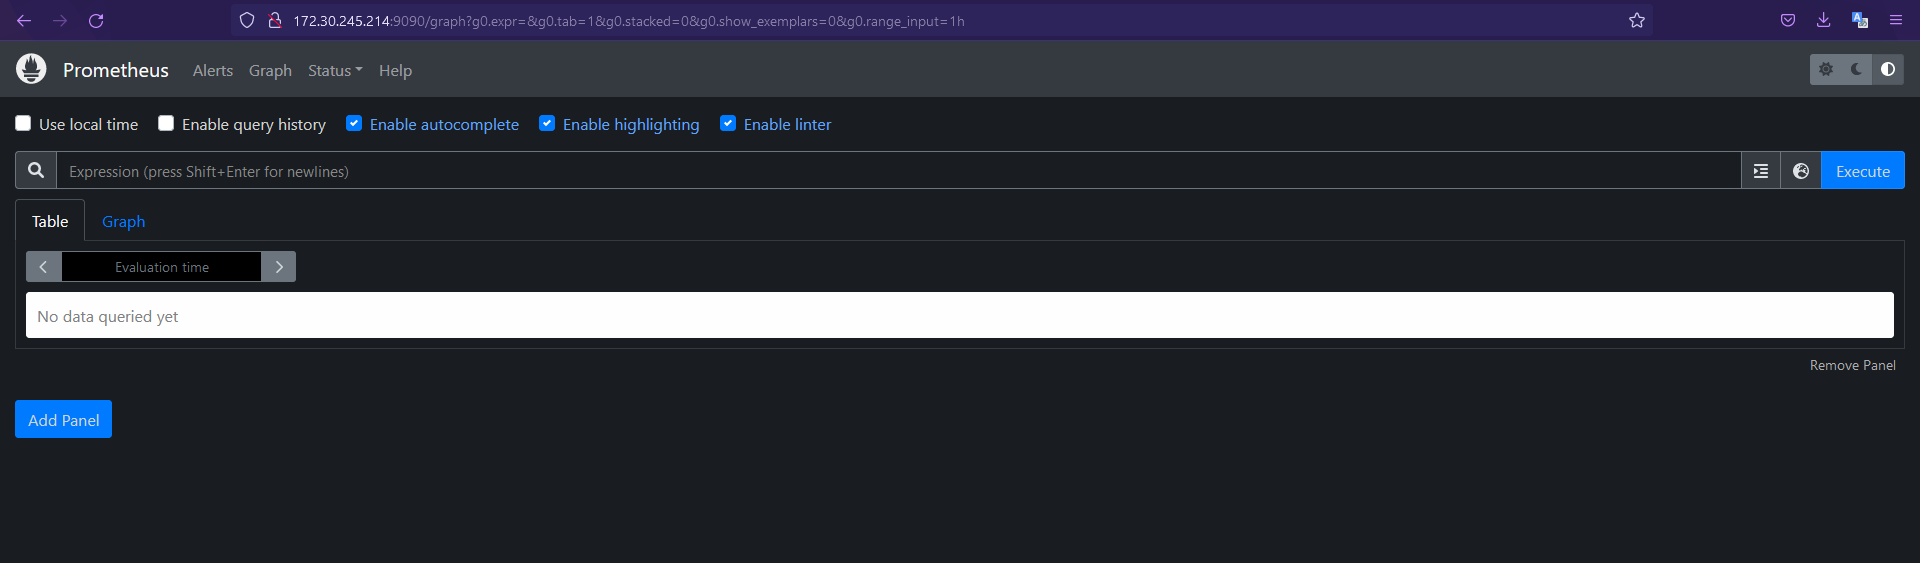 172.30.245.214:9090/graph?g0.expr=&g0.tab=1&g0.stacked=0&g0.show_exemplars=0&g0.range_input=1h
Prometheus Alerts Graph Status Help
Use local time Enable query history Enable autocomplete Enable highlighting Enable linter
Expression (press Shift+Enter for newlines) Execute
Table Graph
Evaluation time
No data queried yet
Remove Panel
Add Panel